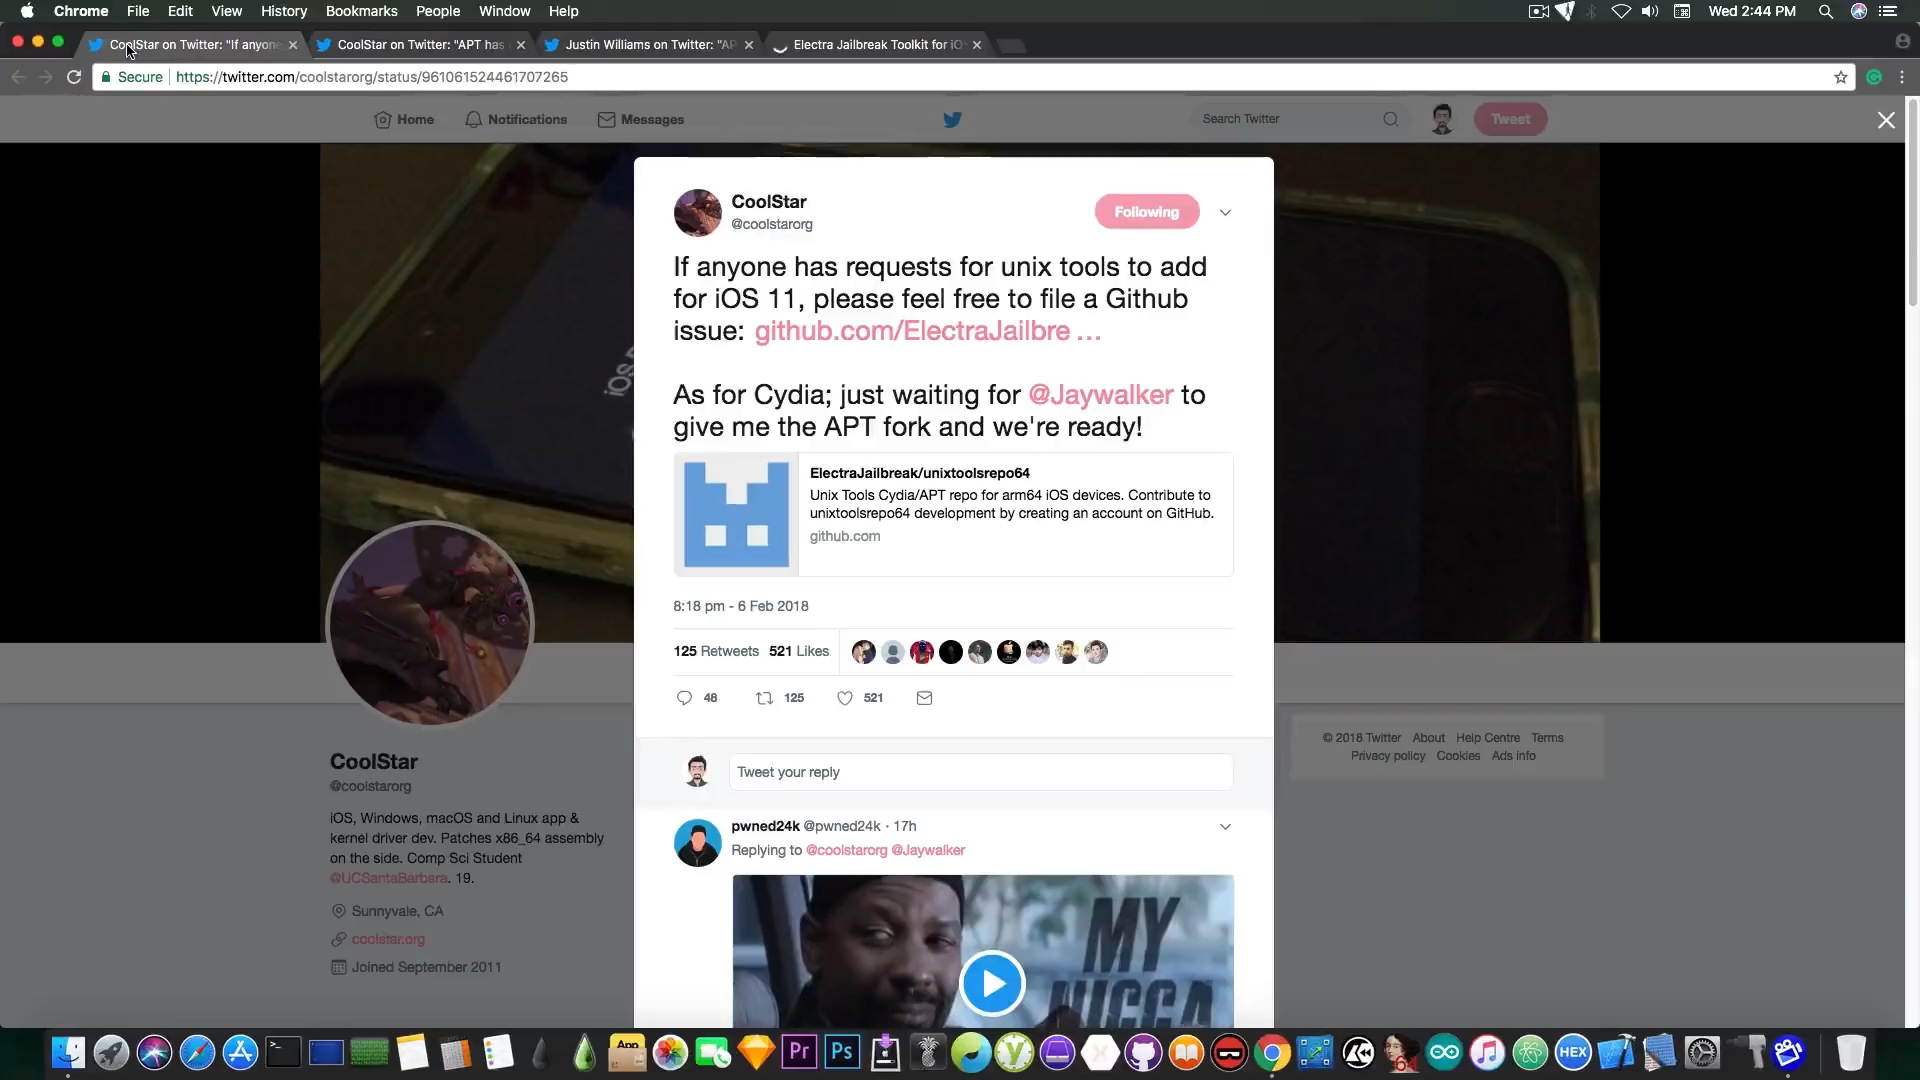 Chrome File Edit View History Bookmarks People Window Help Wed 2:44 PM
CoolStar on Twitter: "If anyone CoolStar on Twitter: "APT has Justin Williams on Twitter: "AP Electra Jailbreak Toolkit for iO
Secure https://twitter.com/coolstarorg/status/961061524461707265
Home Notifications Messages Search Twitter Tweet
CoolStar
@coolstarorg
Following
If anyone has requests for unix tools to add
for iOS 11, please feel free to file a Github
issue: github.com/ElectraJailbre …
As for Cydia; just waiting for @Jaywalker to
give me the APT fork and we're ready!
ElectraJailbreak/unixtoolsrepo64
Unix Tools Cydia/APT repo for arm64 iOS devices. Contribute to
unixtoolsrepo64 development by creating an account on GitHub.
github.com
8:18 pm - 6 Feb 2018
125 Retweets 521 Likes
48 125 521
Tweet your reply
pwned24k @pwned24k · 17h
Replying to @coolstarorg @Jaywalker
MY
NIGGA
CoolStar
@coolstarorg
iOS, Windows, macOS and Linux app &
kernel driver dev. Patches x86_64 assembly
on the side. Comp Sci Student
@UCSantaBarbara. 19.
Sunnyvale, CA
coolstar.org
Joined September 2011
© 2018 Twitter About Help Centre Terms
Privacy policy Cookies Ads info
iOS
App
Pr
Ps
HEX